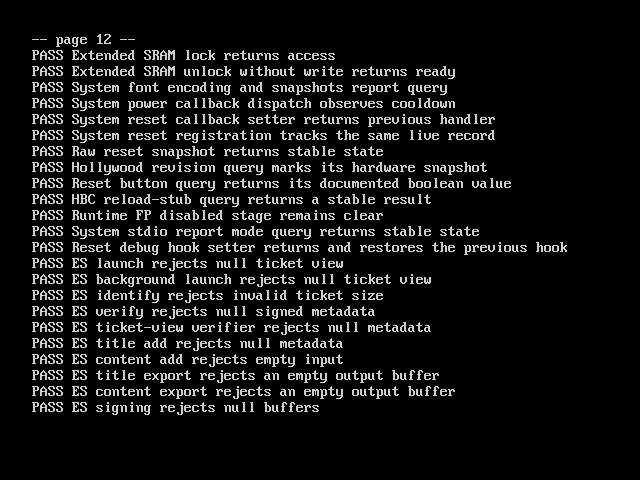 -- page 12 --
PASS Extended SRAM lock returns access
PASS Extended SRAM unlock without write returns ready
PASS System font encoding and snapshots report query
PASS System power callback dispatch observes cooldown
PASS System reset callback setter returns previous handler
PASS System reset registration tracks the same live record
PASS Raw reset snapshot returns stable state
PASS Hollywood revision query marks its hardware snapshot
PASS Reset button query returns its documented boolean value
PASS HBC reload-stub query returns a stable result
PASS Runtime FP disabled stage remains clear
PASS System stdio report mode query returns stable state
PASS Reset debug hook setter returns and restores the previous hook
PASS ES launch rejects null ticket view
PASS ES background launch rejects null ticket view
PASS ES identify rejects invalid ticket size
PASS ES verify rejects null signed metadata
PASS ES ticket-view verifier rejects null metadata
PASS ES title add rejects null metadata
PASS ES content add rejects empty input
PASS ES title export rejects an empty output buffer
PASS ES content export rejects an empty output buffer
PASS ES signing rejects null buffers